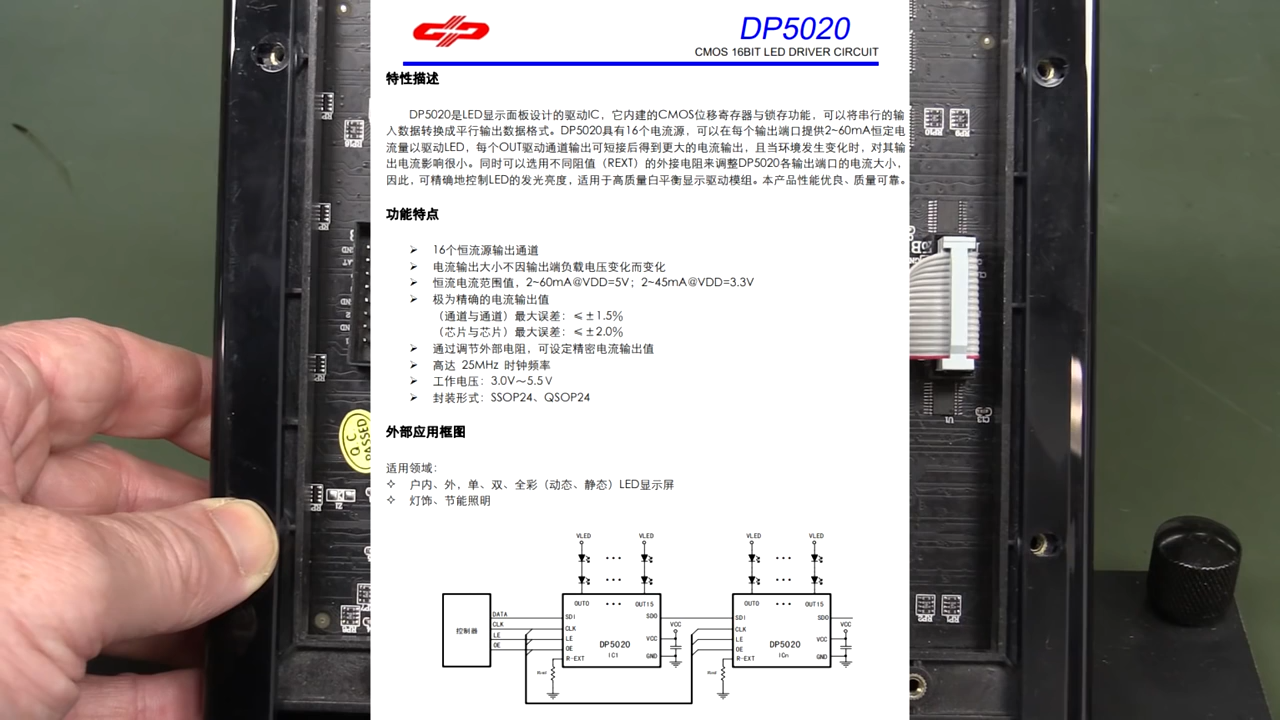 DP5020
CMOS 16BIT LED DRIVER CIRCUIT
特性描述
DP5020是LED显示面板设计的驱动IC，它内建的CMOS位移寄存器与锁存功能，可以将串行的输
入数据转换成平行输出数据格式。DP5020具有16个电流源，可以在每个输出端口提供2~60mA恒定电
流量以驱动LED，每个OUT驱动通道输出可短接后得到更大的电流输出，且当环境发生变化时，对其输
出电流影响很小。同时可以选用不同阻值（REXT）的外接电阻来调整DP5020各输出端口的电流大小，
因此，可精确地控制LED的发光亮度，适用于高质量白平衡显示驱动模组。本产品性能优良、质量可靠。
功能特点
➢ 16个恒流源输出通道
➢ 电流输出大小不因输出端负载电压变化而变化
➢ 恒流电流范围值，2~60mA@VDD=5V；2~45mA@VDD=3.3V
➢ 极为精确的电流输出值
（通道与通道）最大误差：≤±1.5%
（芯片与芯片）最大误差：≤±2.0%
➢ 通过调节外部电阻，可设定精密电流输出值
➢ 高达 25MHz 时钟频率
➢ 工作电压：3.0V～5.5V
➢ 封装形式：SSOP24、QSOP24
外部应用框图
适用领域：
✧ 户内、外，单、双、全彩（动态、静态）LED显示屏
✧ 灯饰、节能照明
VLED VLED VLED VLED
OUT0 ··· OUT15 OUT0 ··· OUT15
控制器 DATA SDI SDO SDI SDO
CLK CLK VCC CLK VCC
LE LE VCC LE VCC
OE OE DP5020 OE DP5020
R-EXT IC1 GND R-EXT ICn GND
Q.C
PASSED
RP10 RP9
RP2 RP1
U1